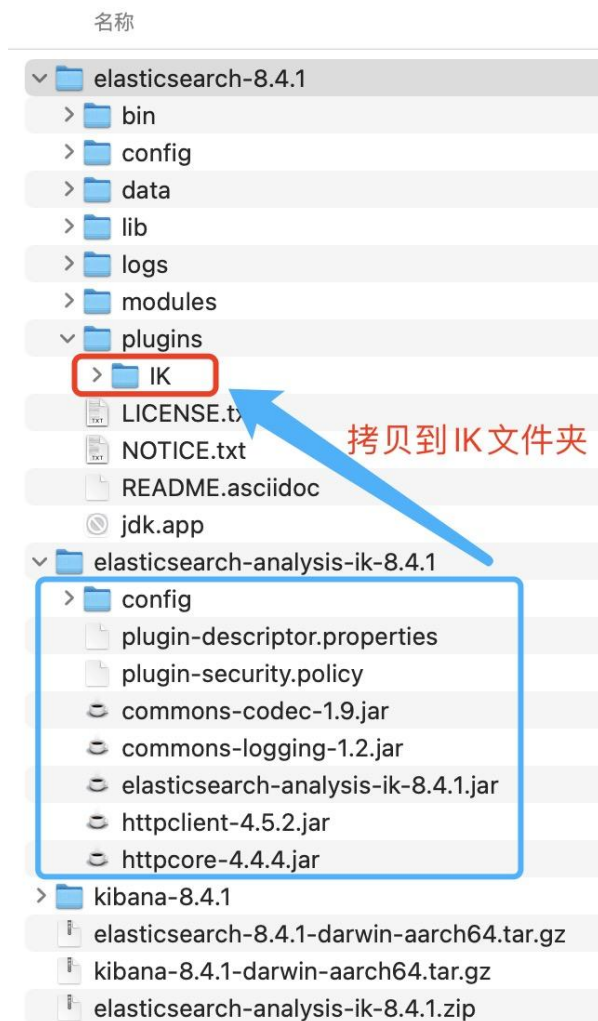 名称
elasticsearch-8.4.1
bin
config
data
lib
logs
modules
plugins
IK
LICENSE.tx
拷贝到IK文件夹
NOTICE.txt
README.asciidoc
jdk.app
elasticsearch-analysis-ik-8.4.1
config
plugin-descriptor.properties
plugin-security.policy
commons-codec-1.9.jar
commons-logging-1.2.jar
elasticsearch-analysis-ik-8.4.1.jar
httpclient-4.5.2.jar
httpcore-4.4.4.jar
kibana-8.4.1
elasticsearch-8.4.1-darwin-aarch64.tar.gz
kibana-8.4.1-darwin-aarch64.tar.gz
elasticsearch-analysis-ik-8.4.1.zip